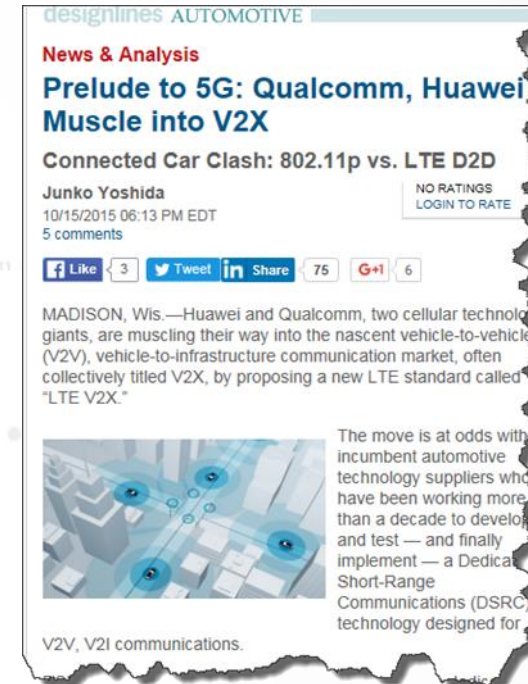 designlines AUTOMOTIVE
News & Analysis
Prelude to 5G: Qualcomm, Huawei
Muscle into V2X
Connected Car Clash: 802.11p vs. LTE D2D
Junko Yoshida
NO RATINGS
10/15/2015 06:13 PM EDT
LOGIN TO RATE
5 comments
Like 3 Tweet in Share 75 G+1 6
MADISON, Wis.—Huawei and Qualcomm, two cellular
giants, are muscling their way into the nascent vehicle-to-vehicle
(V2V), vehicle-to-infrastructure communication market, often
collectively titled V2X, by proposing a new LTE standard called
“LTE V2X.”
The move is at odds with
incumbent automotive
technology suppliers who
have been working more
than a decade to develop
and test — and finally
implement — a
Short-Range
Communications (DSRC)
technology designed for
V2V, V2I communications.